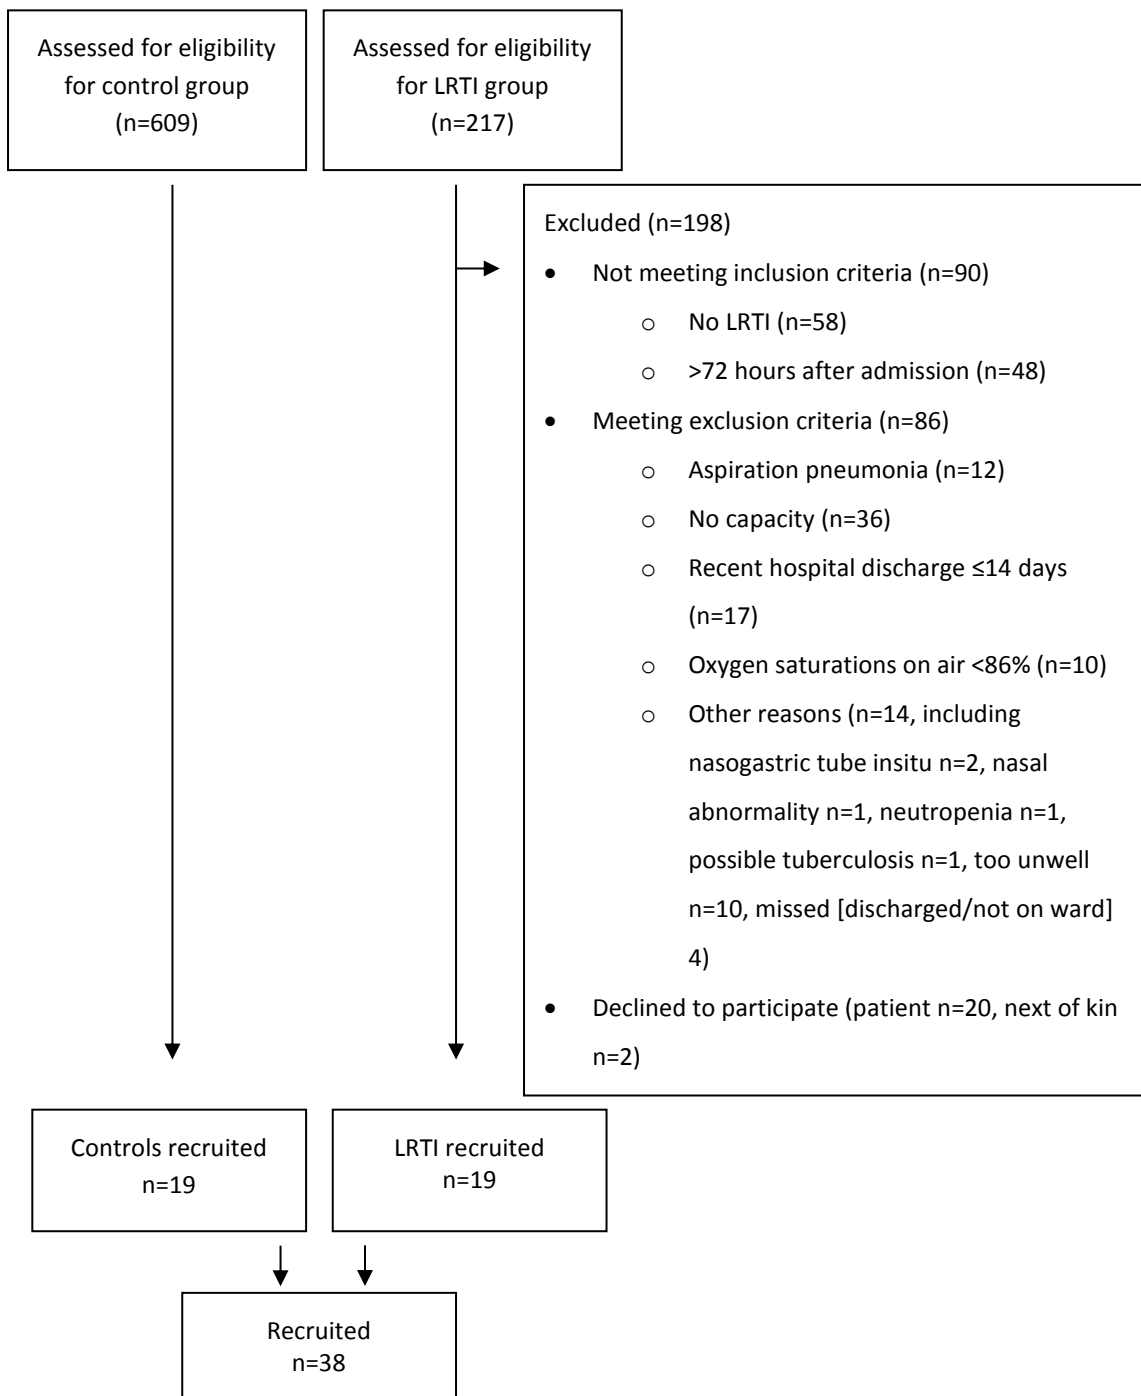 Assessed for eligibility
for control group
(n=609)
Assessed for eligibility
for LRTI group
(n=217)
Excluded (n=198)
• Not meeting inclusion criteria (n=90)
o No LRTI (n=58)
o >72 hours after admission (n=48)
• Meeting exclusion criteria (n=86)
o Aspiration pneumonia (n=12)
o No capacity (n=36)
o Recent hospital discharge ≤14 days
(n=17)
o Oxygen saturations on air <86% (n=10)
o Other reasons (n=14, including
nasogastric tube insitu n=2, nasal
abnormality n=1, neutropenia n=1,
possible tuberculosis n=1, too unwell
n=10, missed [discharged/not on ward]
4)
• Declined to participate (patient n=20, next of kin
n=2)
Controls recruited
n=19
LRTI recruited
n=19
Recruited
n=38